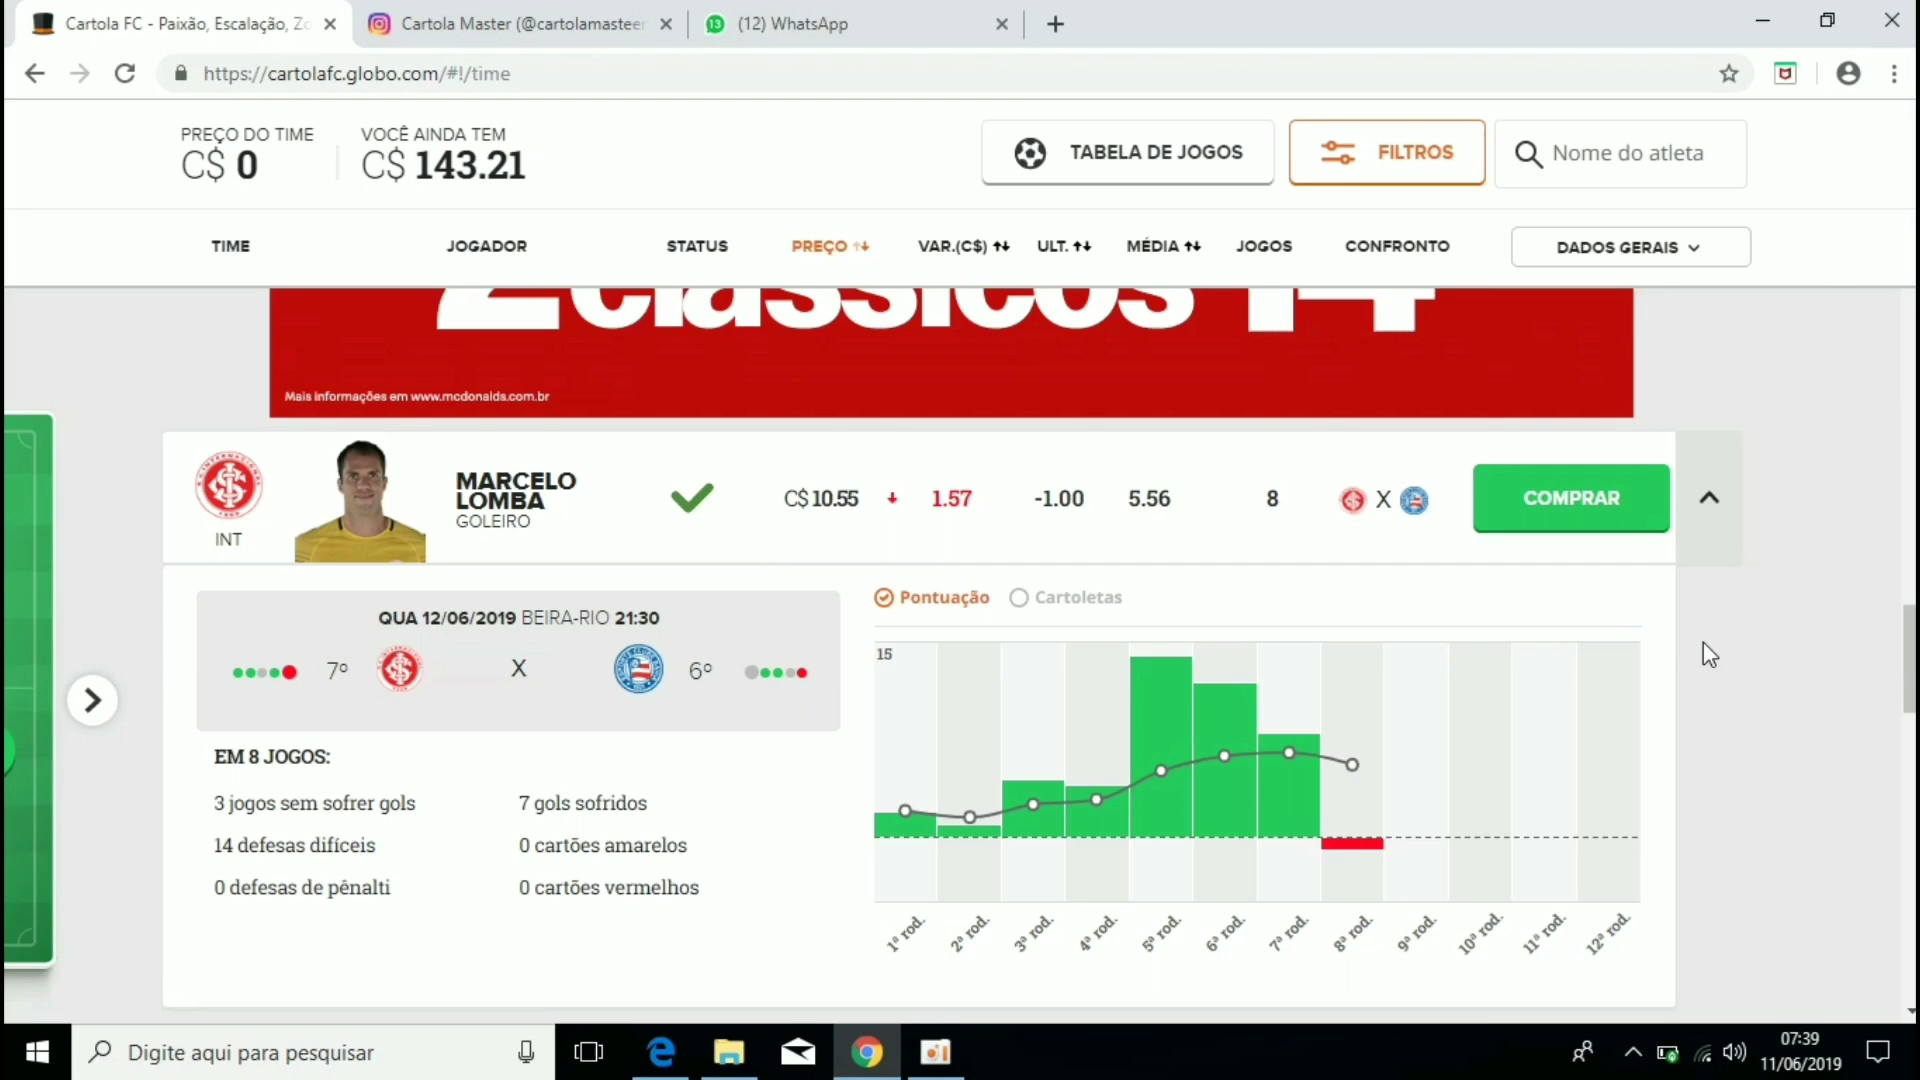 Cartola FC - Paixão, Escalação, Zo
Cartola Master (@cartolamasteer
13
(12) WhatsApp
https://cartolafc.globo.com/#!/time
PREÇO DO TIME
C$ 0
VOCÊ AINDA TEM
C$ 143.21
TABELA DE JOGOS
FILTROS
Nome do atleta
TIME JOGADOR STATUS PREÇO VAR.(C$) ULT. MÉDIA JOGOS CONFRONTO DADOS GERAIS
2 clássicos 14
Mais informações em www.mcdonalds.com.br
INT
MARCELO
LOMBA
GOLEIRO
C$ 10.55 1.57 -1.00 5.56 8 X COMPRAR
QUA 12/06/2019 BEIRA-RIO 21:30
7º X 6º
EM 8 JOGOS:
3 jogos sem sofrer gols
7 gols sofridos
14 defesas difíceis
0 cartões amarelos
0 defesas de pênalti
0 cartões vermelhos
Pontuação Cartoletas
15
1ª rod. 2ª rod. 3ª rod. 4ª rod. 5ª rod. 6ª rod. 7ª rod. 8ª rod. 9ª rod. 10ª rod. 11ª rod. 12ª rod.
Digite aqui para pesquisar
07:39
11/06/2019